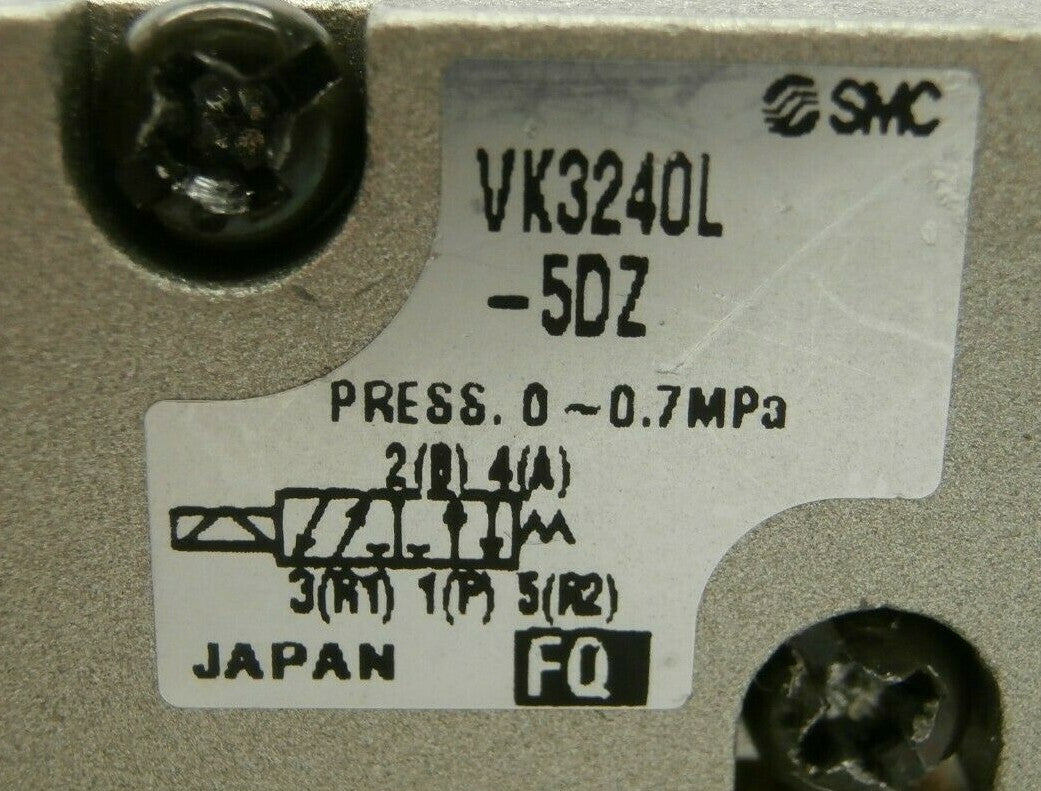 SMC
VK3240L
-5DZ
PRESS. 0~0.7MPa
2(B) 4(A)
3(R1) 1(P) 5(R2)
JAPAN FQ